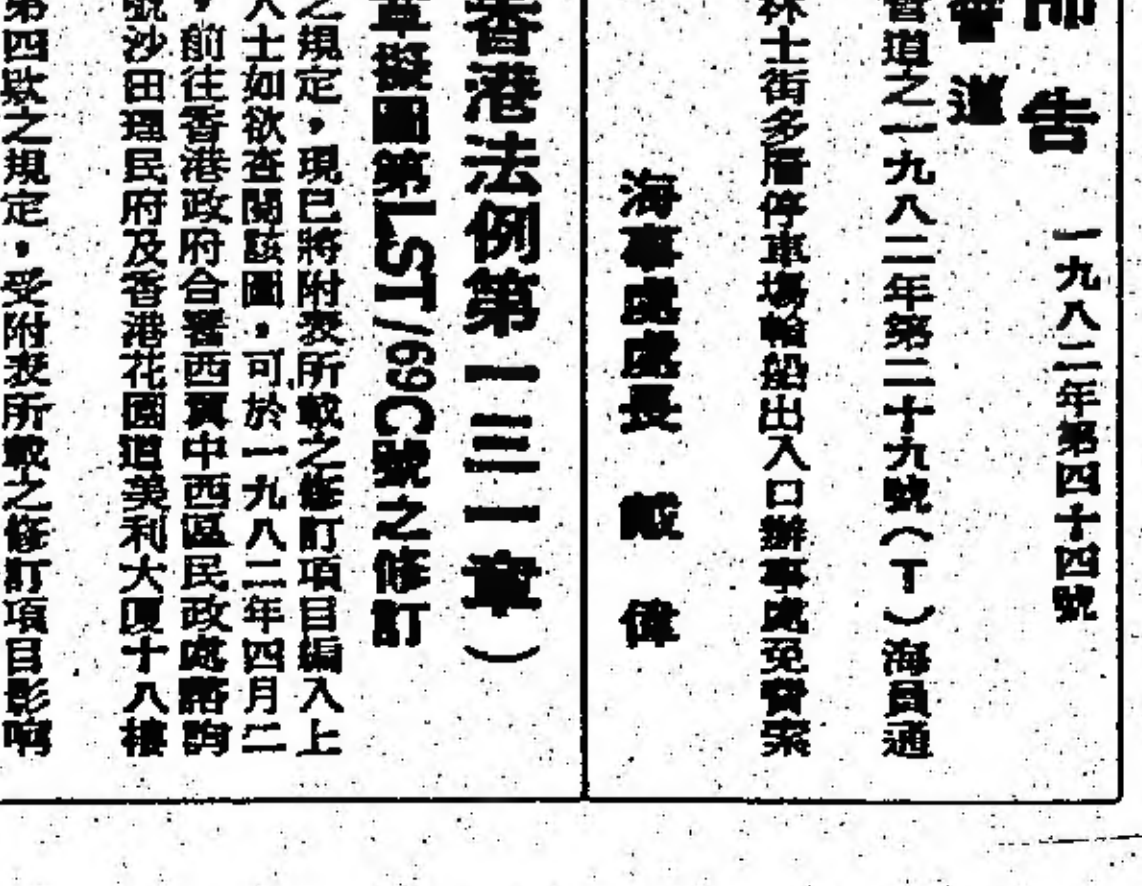 告 一九八二年第四十四號
道
道之一九八二年第二十九號（T）海員通
林士街多層停車場輪船出入口辦事處免費索
海事處處長 戴 偉
香港法例第一三一章）
草擬圖第LST/69C號之修訂
之規定，現已將附表所載之修訂項目編入上
人士如欲查閱該圖，可於一九八二年四月二
，前往香港政府合署西翼中西區民政處諮詢
號沙田理民府及香港花園道美利大廈十八樓
第四款之規定，受附表所載之修訂項目影响